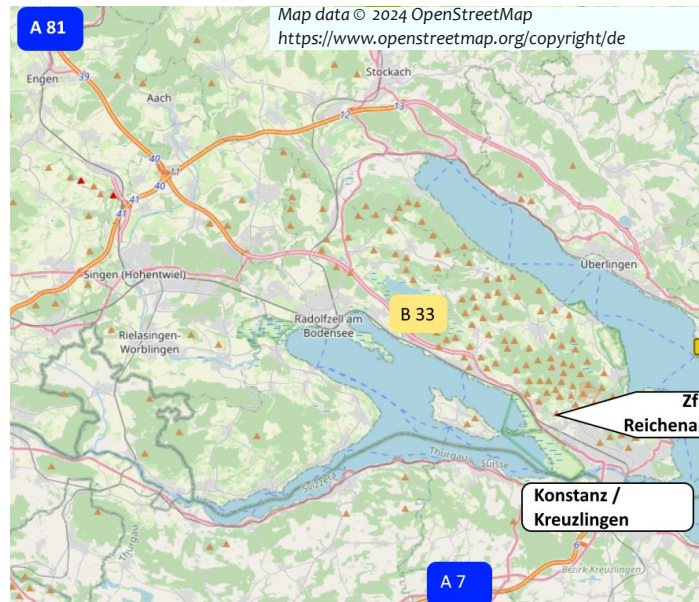 Map data © 2024 OpenStreetMap
https://www.openstreetmap.org/copyright/de
A 81
Engen
39
Stockach
Aach
12
13
40
11
40
41
41
Singen (Hohentwiel)
Überlingen
Radolfzell am
Bodensee
B 33
Rielasingen-
Worblingen
Zf
Reichena
Thurgau
Suisse
Svizzera
Konstanz /
Kreuzlingen
Thurgau
6
Bezirk Kreuzlingen
A 7